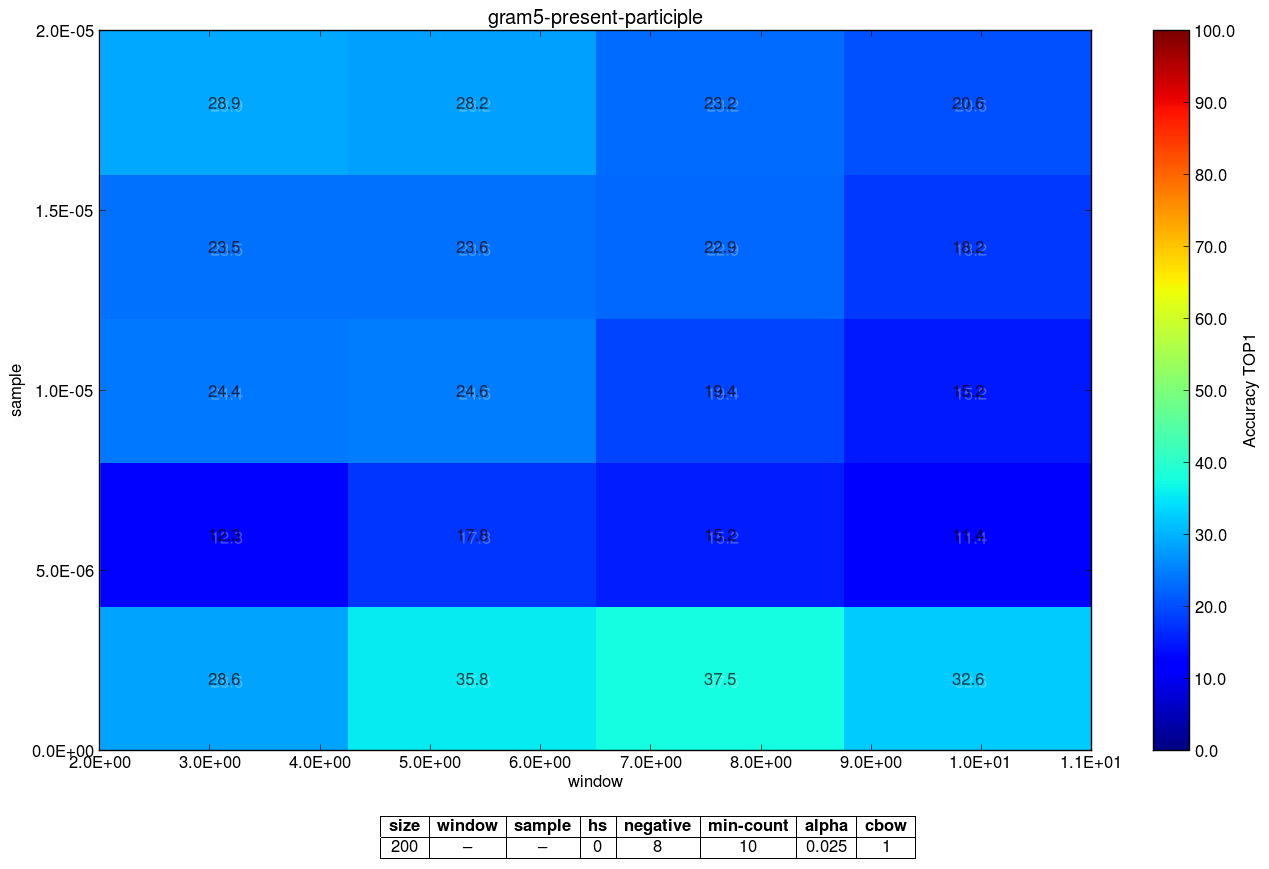 gram5-present-participle
2.0E-05
100.0
28.9 28.2 23.2 20.6
90.0
80.0
1.5E-05
70.0
23.5 23.6 22.9 18.2
60.0
50.0
1.0E-05
24.4 24.6 19.4 15.2
40.0
30.0
12.3 17.8 15.2 11.4
5.0E-06
20.0
10.0
28.6 35.8 37.5 32.6
0.0E+00
0.0
sample
Accuracy TOP1
2.0E+00 3.0E+00 4.0E+00 5.0E+00 6.0E+00 7.0E+00 8.0E+00 9.0E+00 1.0E+01 1.1E+01
window
size window sample hs negative min-count alpha cbow
200 – – 0 8 10 0.025 1